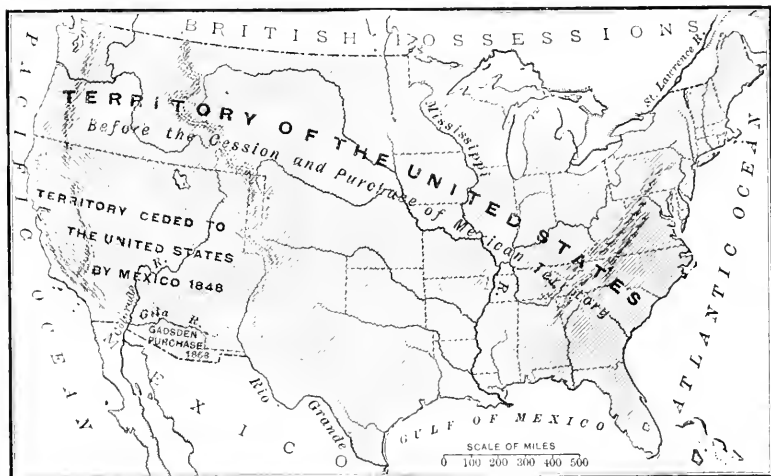 BRITISH POSSESSIONS
PACIFIC OCEAN
TERRITORY OF THE UNITED STATES
Before the Cession and Purchase of Mexican Territory
Mississippi
R.
St. Lawrence R.
ATLANTIC OCEAN
TERRITORY CEDED TO
THE UNITED STATES
BY MEXICO 1848
Colorado R.
Gila R.
GADSDEN
PURCHASE
MEXICO
Rio Grande
GULF OF MEXICO
SCALE OF MILES
0 100 200 300 400 500